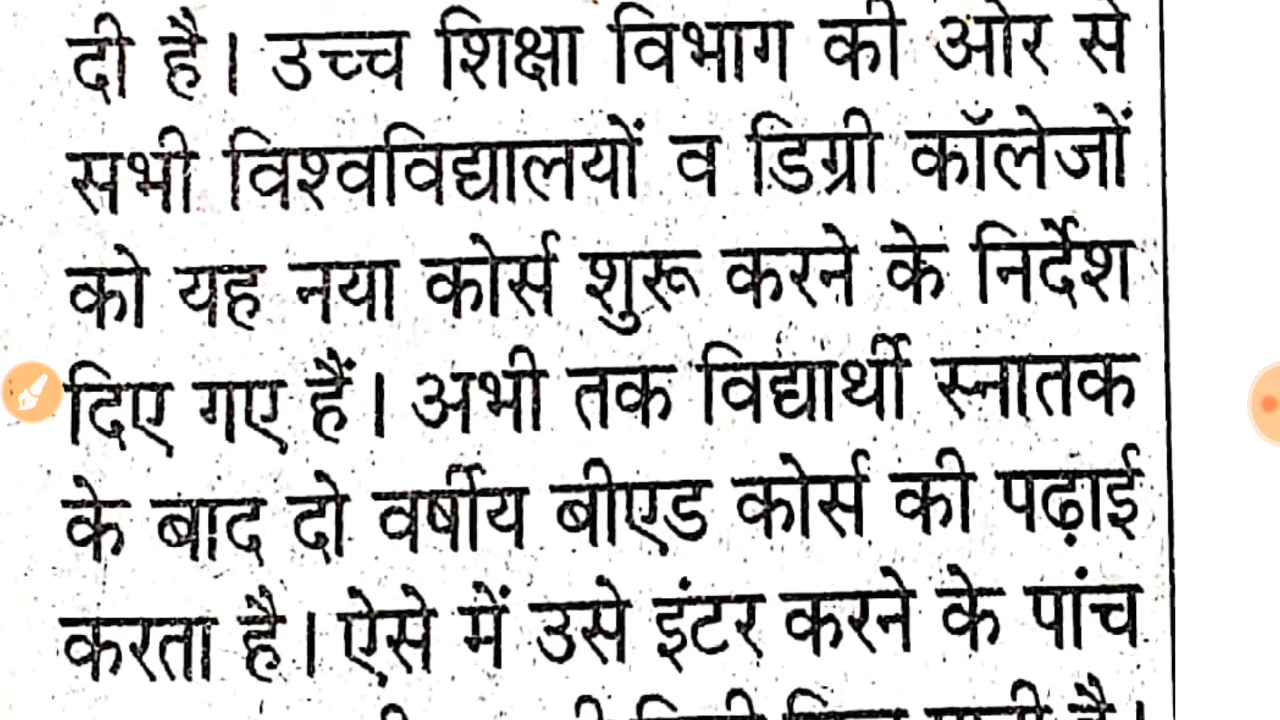 दी है। उच्च शिक्षा विभाग की ओर से
सभी विश्वविद्यालयों व डिग्री कॉलेजों
को यह नया कोर्स शुरू करने के निर्देश
दिए गए हैं। अभी तक विद्यार्थी स्नातक
के बाद दो वर्षीय बीएड कोर्स की पढ़ाई
करता है। ऐसे में उसे इंटर करने के पांच